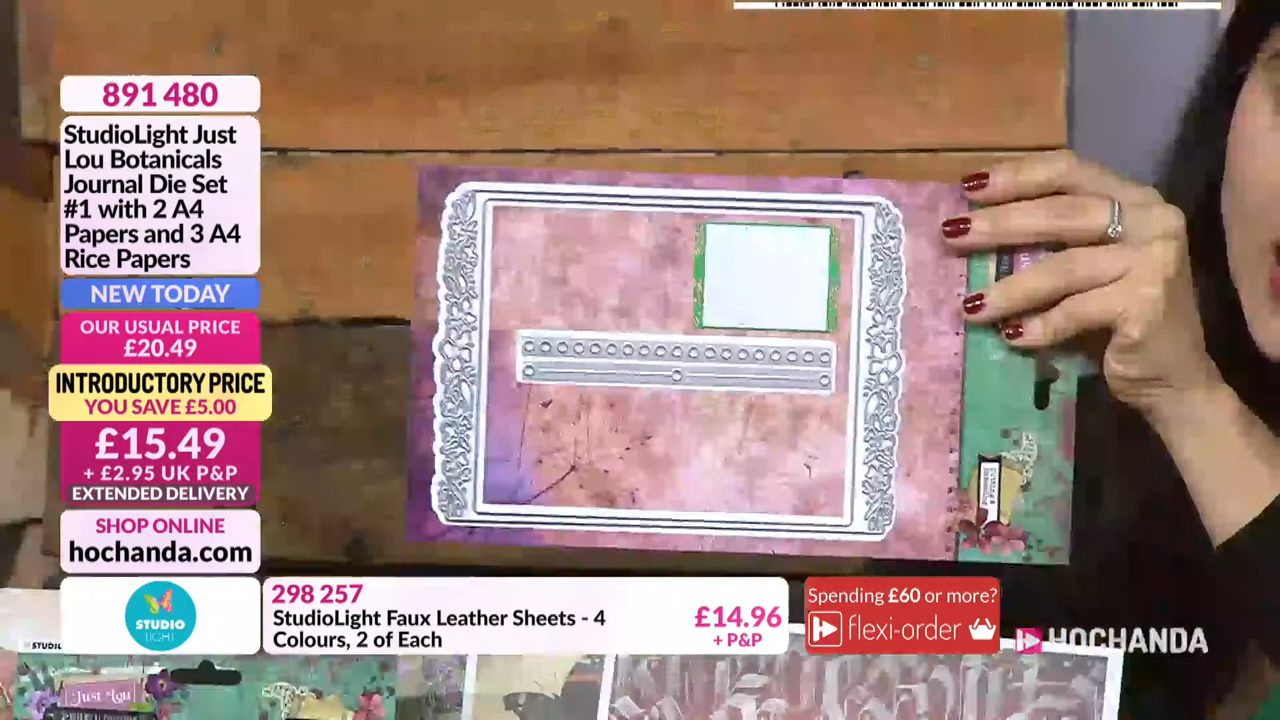 891 480
StudioLight Just
Lou Botanicals
Journal Die Set
#1 with 2 A4
Papers and 3 A4
Rice Papers
NEW TODAY
OUR USUAL PRICE
£20.49
INTRODUCTORY PRICE
YOU SAVE £5.00
£15.49
+ £2.95 UK P&P
EXTENDED DELIVERY
SHOP ONLINE
hochanda.com
STUDIO
LIGHT
298 257
StudioLight Faux Leather Sheets - 4
Colours, 2 of Each
£14.96
+ P&P
Spending £60 or more?
flexi-order
HOCHANDA
STUDIO
Just Lou